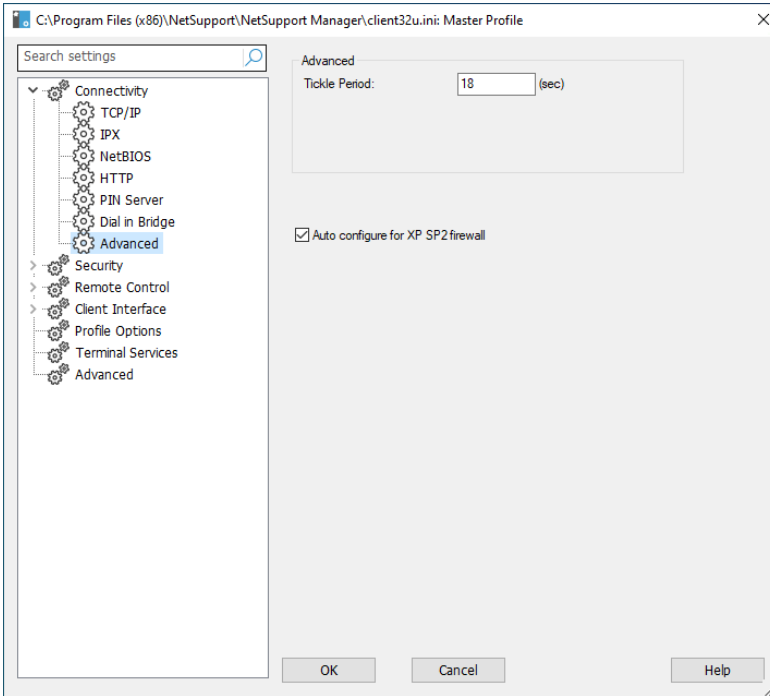 C:\Program Files (x86)\NetSupport\NetSupport Manager\client32u.ini: Master Profile
Search settings
Connectivity
TCP/IP
IPX
NetBIOS
HTTP
PIN Server
Dial in Bridge
Advanced
Security
Remote Control
Client Interface
Profile Options
Terminal Services
Advanced
Advanced
Tickle Period: 18 (sec)
Auto configure for XP SP2 firewall
OK Cancel Help